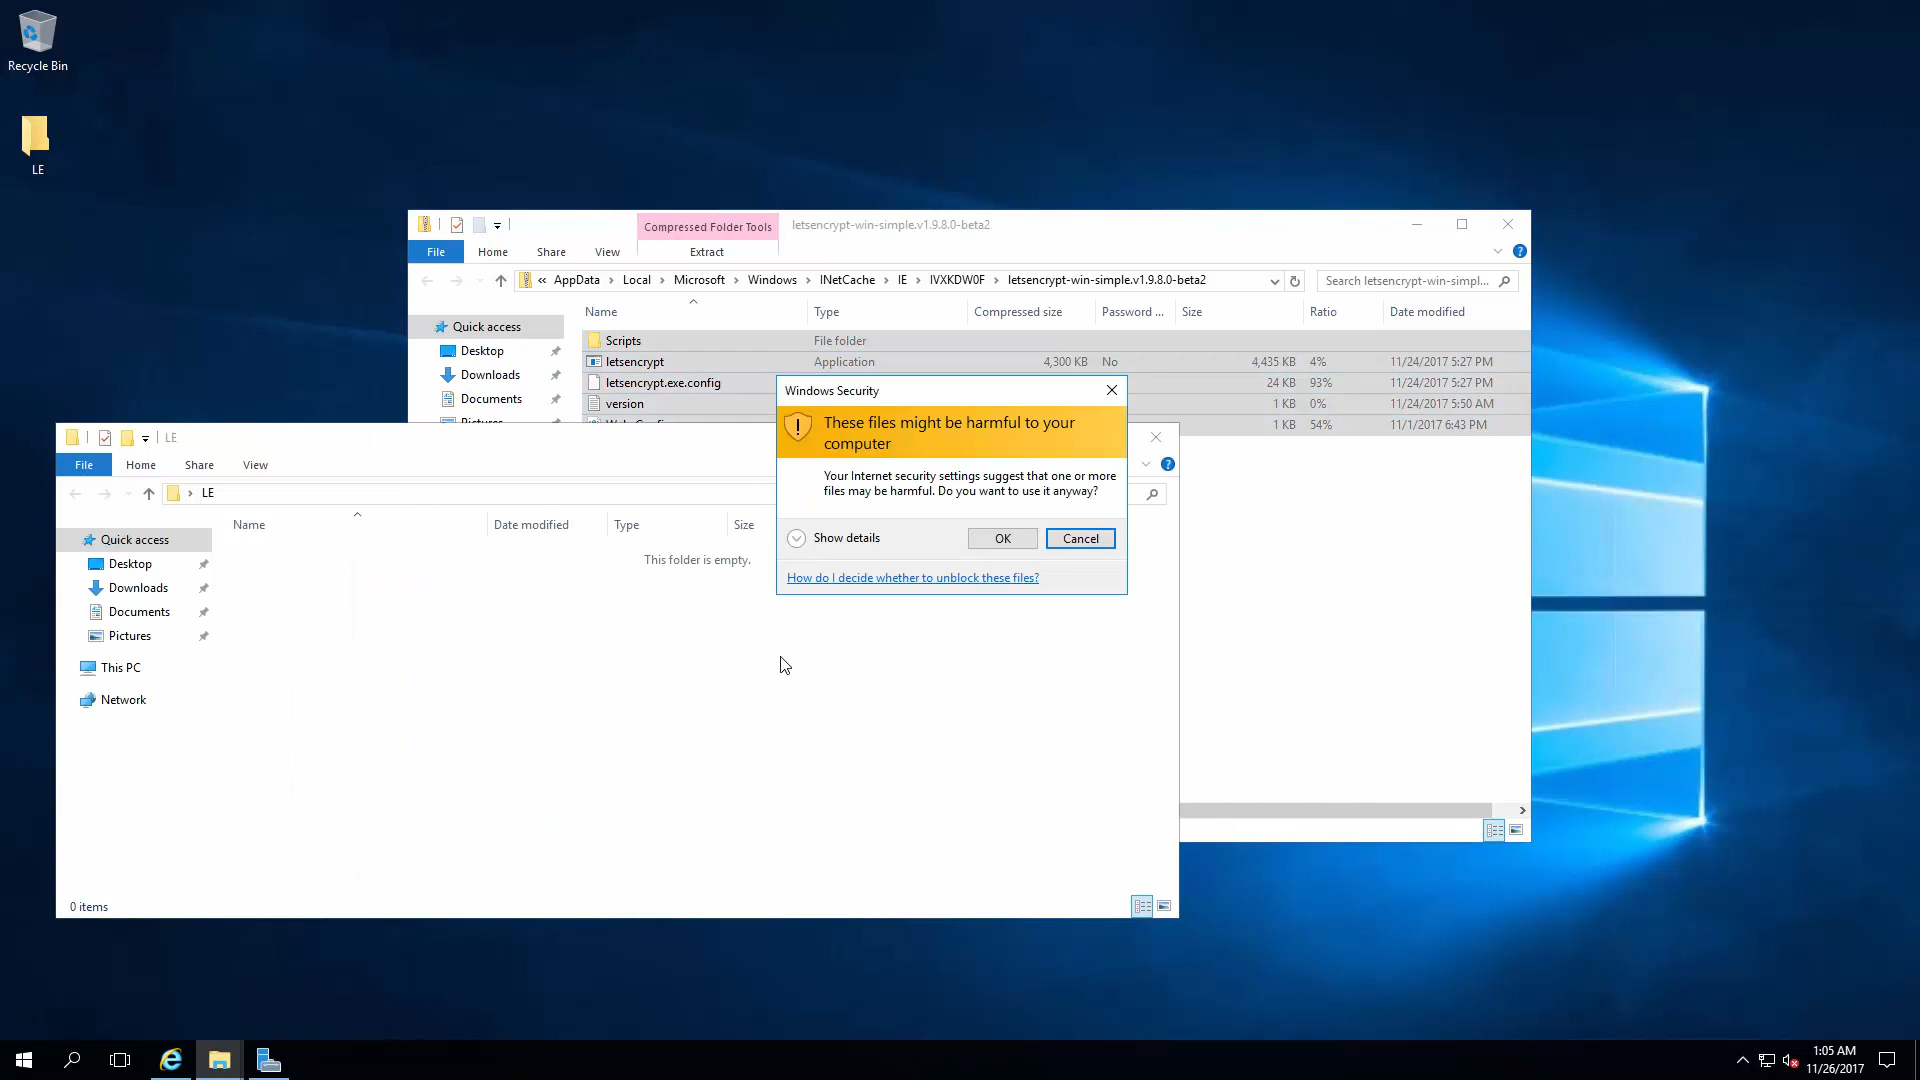 Recycle Bin
LE
Compressed Folder Tools
letsencrypt-win-simple.v1.9.8.0-beta2
File
Home
Share
View
Extract
« AppData > Local > Microsoft > Windows > INetCache > IE > IVXKDW0F > letsencrypt-win-simple.v1.9.8.0-beta2
Search letsencrypt-win-simpl...
Name
Type
Compressed size
Password ...
Size
Ratio
Date modified
Quick access
Desktop
Downloads
Documents
Scripts File folder
letsencrypt Application 4,300 KB No 4,435 KB 4% 11/24/2017 5:27 PM
letsencrypt.exe.config 24 KB 93% 11/24/2017 5:27 PM
version 1 KB 0% 11/24/2017 5:50 AM
1 KB 54% 11/1/2017 6:43 PM
Windows Security
These files might be harmful to your
computer
Your Internet security settings suggest that one or more
files may be harmful. Do you want to use it anyway?
Show details
OK
Cancel
How do I decide whether to unblock these files?
LE
File
Home
Share
View
> LE
Name
Date modified
Type
Size
This folder is empty.
Quick access
Desktop
Downloads
Documents
Pictures
This PC
Network
0 items
1:05 AM
11/26/2017